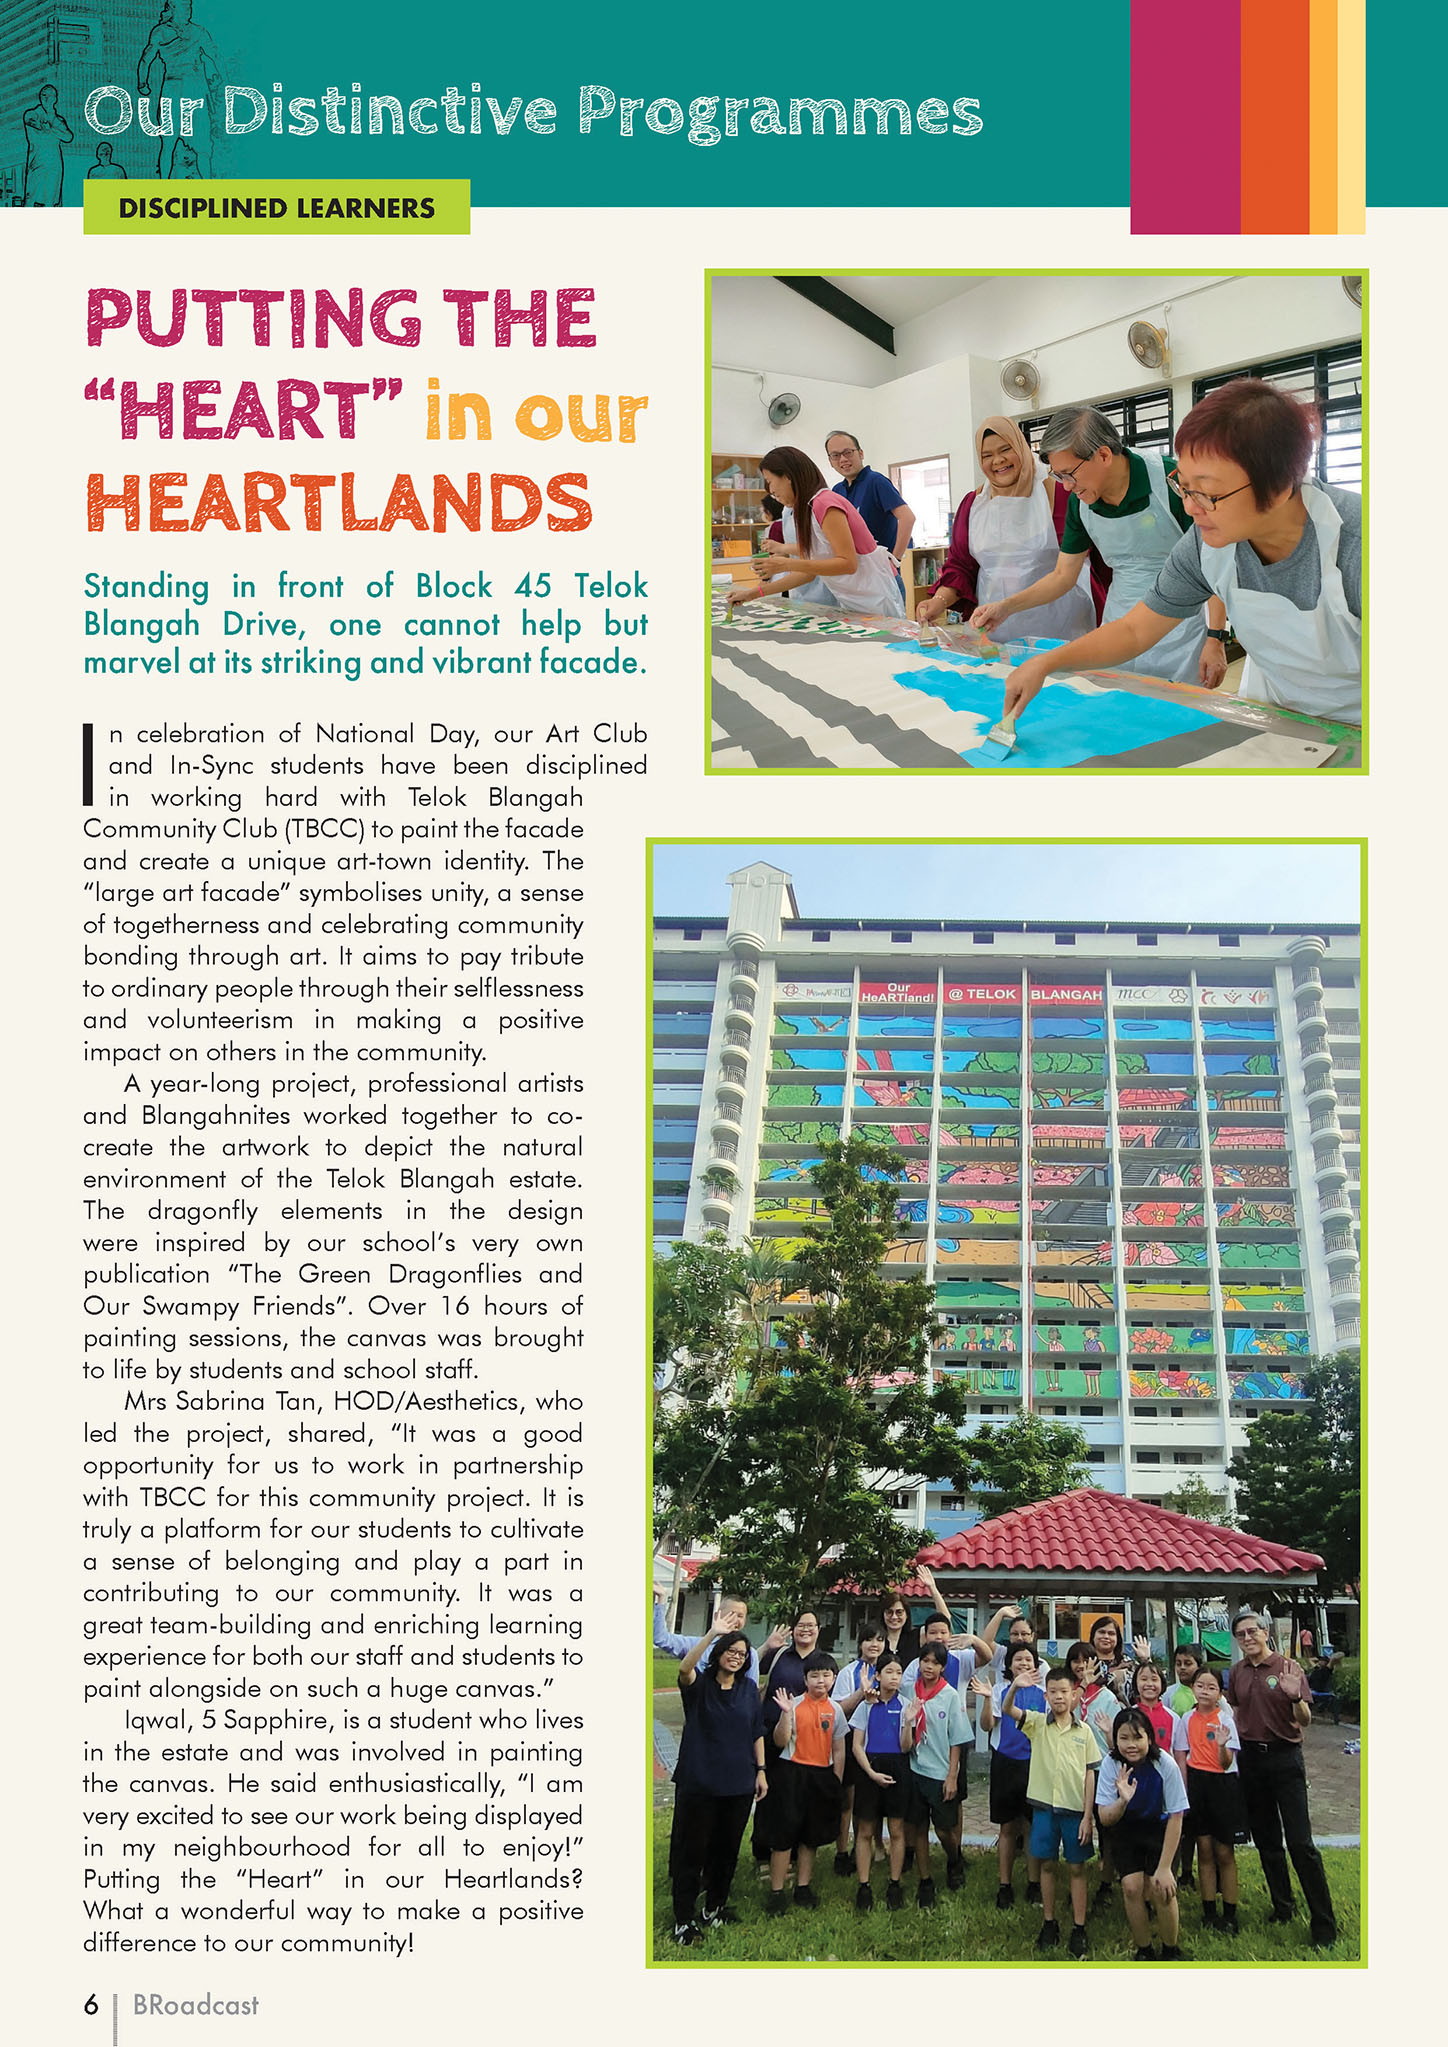 Our Distinctive Programmes
DISCIPLINED LEARNERS
PUTTING THE
“HEART” in our
HEARTLANDS
Standing in front of Block 45 Telok
Blangah Drive, one cannot help but
marvel at its striking and vibrant facade.
In celebration of National Day, our Art Club
and In-Sync students have been disciplined
in working hard with Telok Blangah
Community Club (TBCC) to paint the facade
and create a unique art-town identity. The
“large art facade” symbolises unity, a sense
of togetherness and celebrating community
bonding through art. It aims to pay tribute
to ordinary people through their selflessness
and volunteerism in making a positive
impact on others in the community.
A year-long project, professional artists
and Blangahnites worked together to co-
create the artwork to depict the natural
environment of the Telok Blangah estate.
The dragonfly elements in the design
were inspired by our school’s very own
publication “The Green Dragonflies and
Our Swampy Friends”. Over 16 hours of
painting sessions, the canvas was brought
to life by students and school staff.
Mrs Sabrina Tan, HOD/Aesthetics, who
led the project, shared, “It was a good
opportunity for us to work in partnership
with TBCC for this community project. It is
truly a platform for our students to cultivate
a sense of belonging and play a part in
contributing to our community. It was a
great team-building and enriching learning
experience for both our staff and students to
paint alongside on such a huge canvas.”
Iqwal, 5 Sapphire, is a student who lives
in the estate and was involved in painting
the canvas. He said enthusiastically, “I am
very excited to see our work being displayed
in my neighbourhood for all to enjoy!”
Putting the “Heart” in our Heartlands?
What a wonderful way to make a positive
difference to our community!
Our
HeARTland! @ TELOK BLANGAH mcc
6 BRoadcast